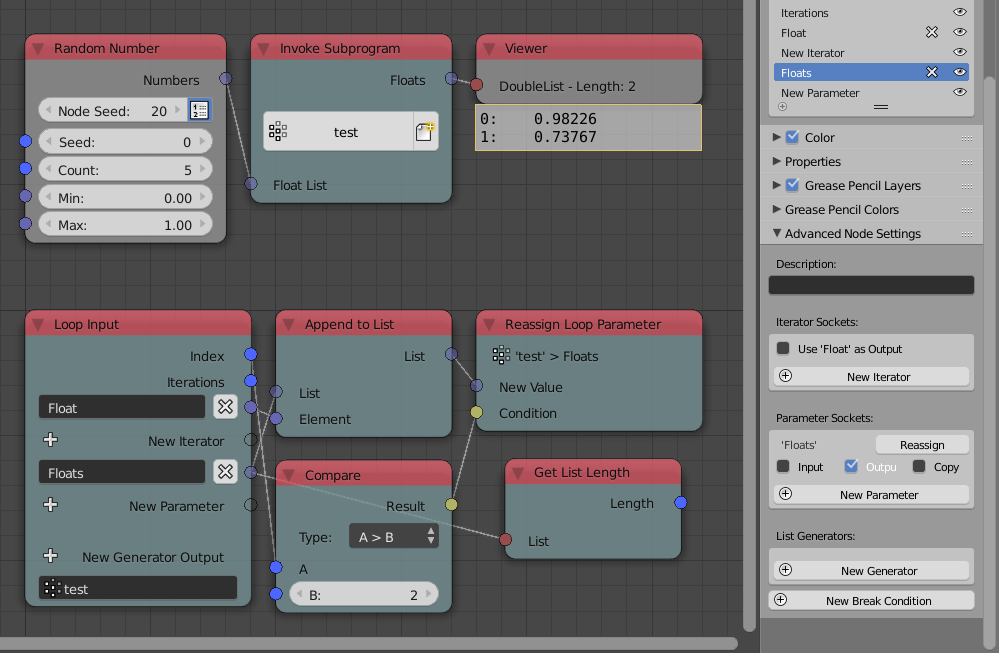 Random Number
Numbers
Node Seed: 20
Seed: 0
Count: 5
Min: 0.00
Max: 1.00
Invoke Subprogram
Floats
test
Float List
Viewer
DoubleList - Length: 2
0: 0.98226
1: 0.73767
Loop Input
Index
Iterations
Float
New Iterator
Floats
New Parameter
New Generator Output
test
Append to List
List
List
Element
Compare
Result
Type: A > B
A
B: 2
Reassign Loop Parameter
'test' > Floats
New Value
Condition
Get List Length
Length
List
Iterations
Float
New Iterator
Floats
New Parameter
Color
Properties
Grease Pencil Layers
Grease Pencil Colors
Advanced Node Settings
Description:
Iterator Sockets:
Use 'Float' as Output
New Iterator
Parameter Sockets:
'Floats' Reassign
Input Outpu Copy
New Parameter
List Generators:
New Generator
New Break Condition